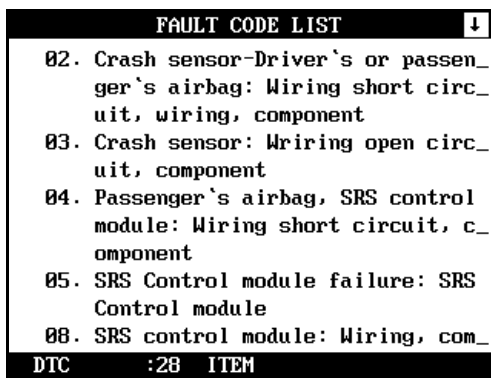 FAULT CODE LIST ↓
02. Crash sensor-Driver`s or passen_
ger`s airbag: Wiring short circ_
uit, wiring, component
03. Crash sensor: Wriring open circ_
uit, component
04. Passenger`s airbag, SRS control
module: Wiring short circuit, c_
omponent
05. SRS Control module failure: SRS
Control module
08. SRS control module: Wiring, com_
DTC :28 ITEM